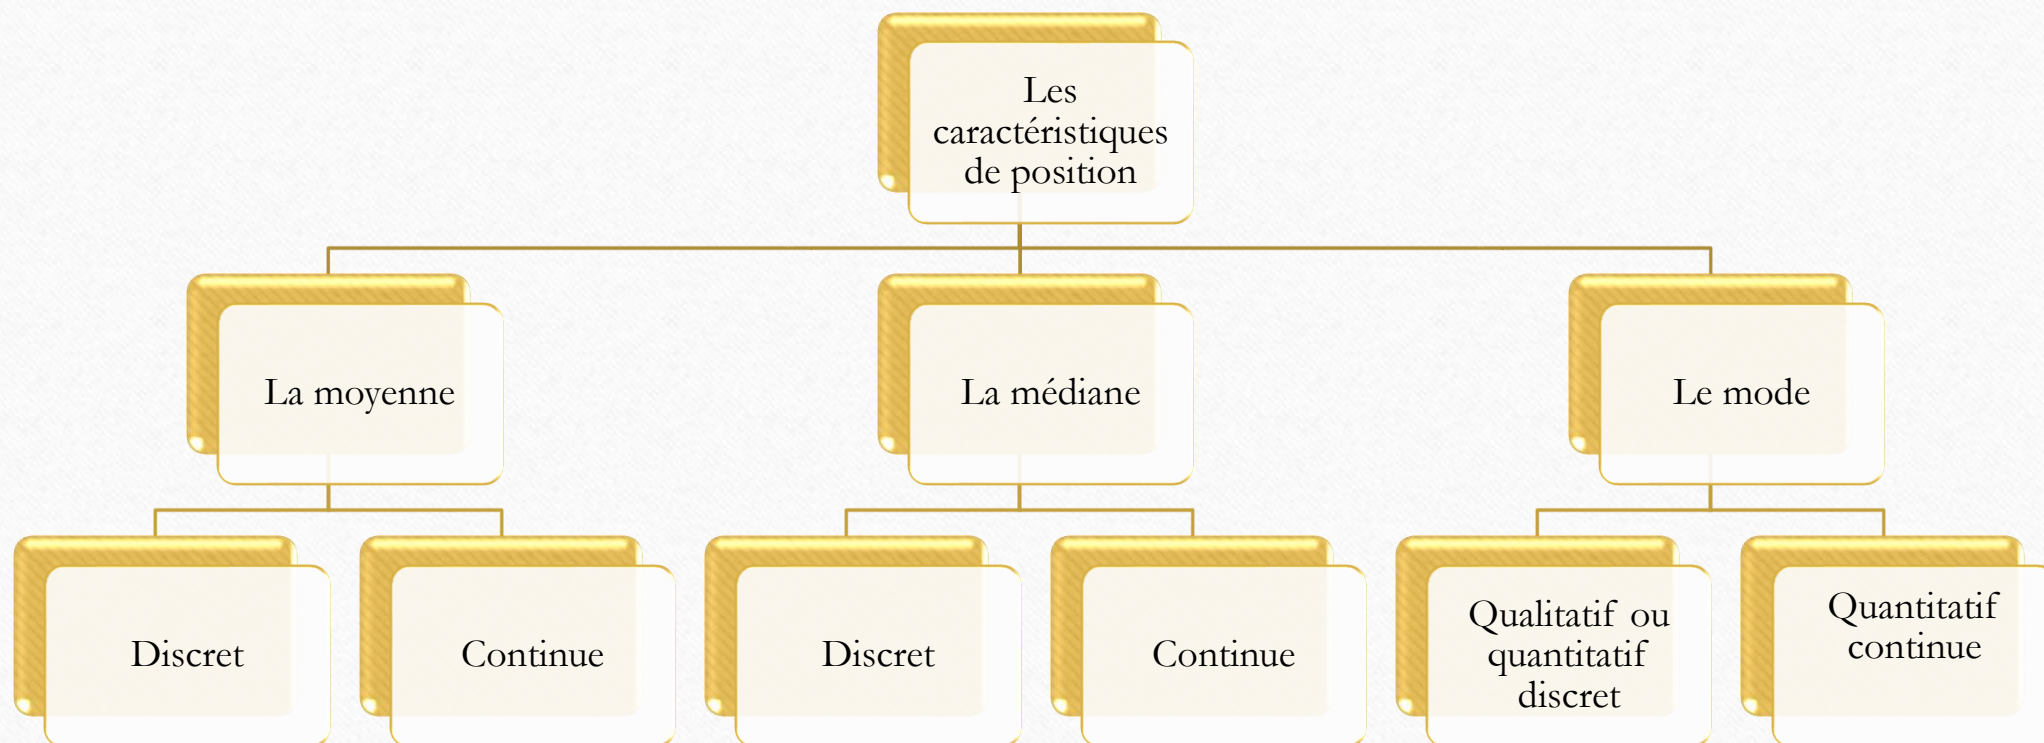 Les
caractéristiques
de position
La moyenne
La médiane
Le mode
Discret
Continue
Discret
Continue
Qualitatif ou
quantitatif
discret
Quantitatif
continue